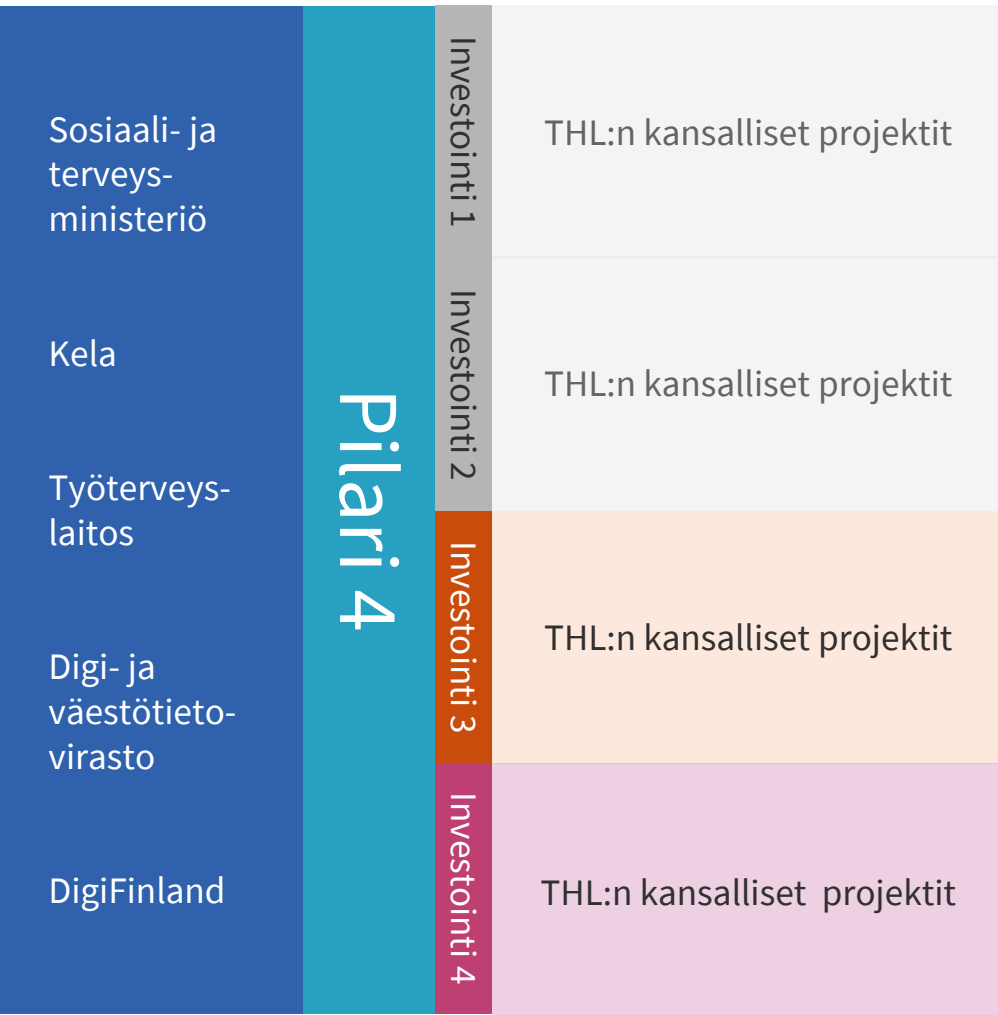 Sosiaali- ja
terveys-
ministeriö
Kela
Työterveys-
laitos
Digi- ja
väestötieto-
virasto
DigiFinland
Pilari 4
Investointi 1
THL:n kansalliset projektit
Investointi 2
THL:n kansalliset projektit
Investointi 3
THL:n kansalliset projektit
Investointi 4
THL:n kansalliset  projektit